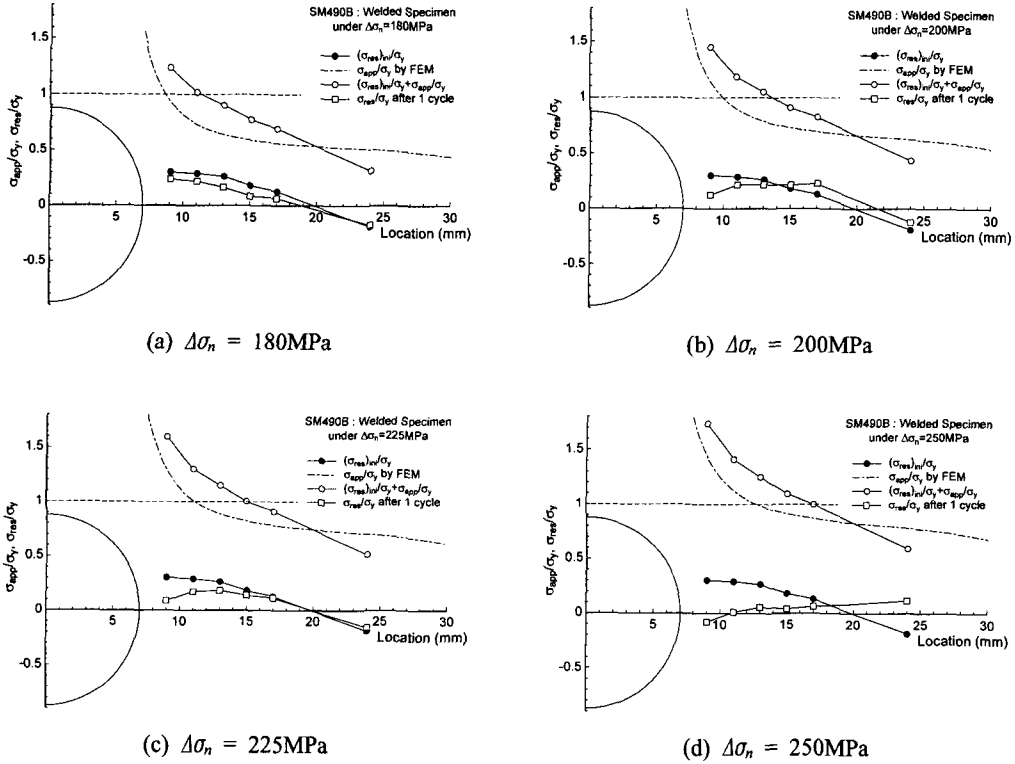 SM490B : Welded Specimen
under Δσn=180MPa
(σres)ini/σy
σapp/σy by FEM
(σres)ini/σy+σapp/σy
σres/σy after 1 cycle
σapp/σy, σres/σy
1.5
1
0.5
0
-0.5
5 10 15 20 25 30
Location (mm)
(a) Δσn = 180MPa
SM490B : Welded Specimen
under Δσn=200MPa
(σres)ini/σy
σapp/σy by FEM
(σres)ini/σy+σapp/σy
σres/σy after 1 cycle
σapp/σy, σres/σy
1.5
1
0.5
0
-0.5
5 10 15 20 25 30
Location (mm)
(b) Δσn = 200MPa
SM490B : Welded Specimen
under Δσn=225MPa
(σres)ini/σy
σapp/σy by FEM
(σres)ini/σy+σapp/σy
σres/σy after 1 cycle
σapp/σy, σres/σy
1.5
1
0.5
0
-0.5
5 10 15 20 25 30
Location (mm)
(c) Δσn = 225MPa
SM490B : Welded Specimen
under Δσn=250MPa
(σres)ini/σy
σapp/σy by FEM
(σres)ini/σy+σapp/σy
σres/σy after 1 cycle
σapp/σy, σres/σy
1.5
1
0.5
0
-0.5
5 10 15 20 25 30
Location (mm)
(d) Δσn = 250MPa